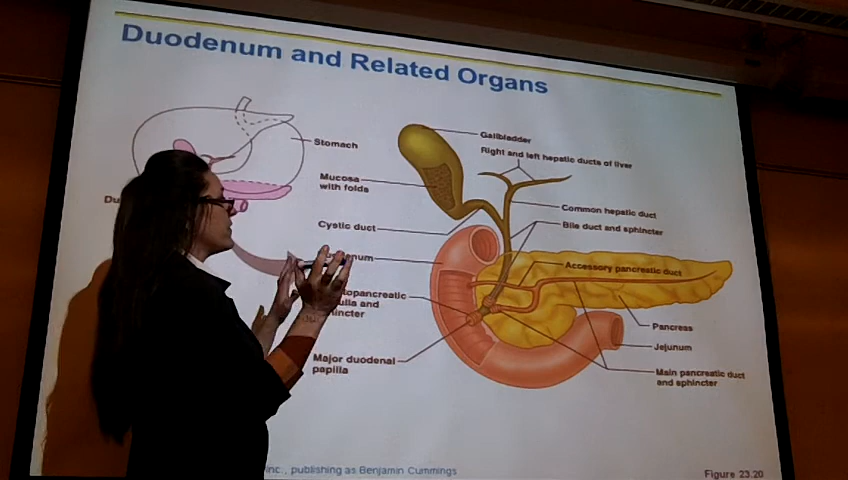 Duodenum and Related Organs
Gallbladder
Right and left hepatic ducts of liver
Stomach
Mucosa
with folds
Common hepatic duct
Cystic duct
Bile duct and sphincter
Accessory pancreatic duct
and
Pancreas
Jejunum
Major duodenal
papilla
Main pancreatic duct
and sphincter
Inc., publishing as Benjamin Cummings
Figure 23.20